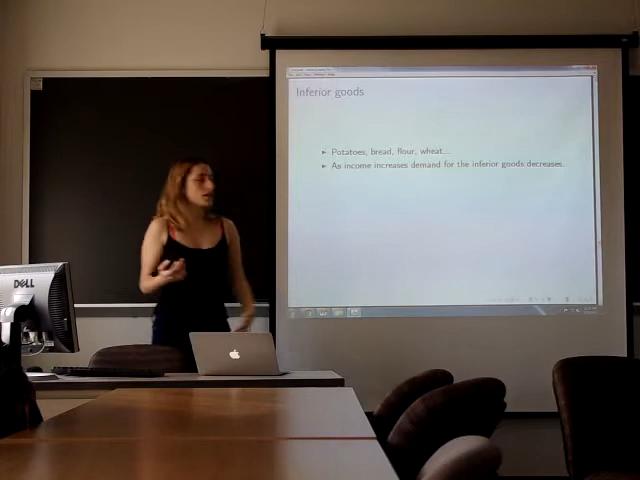 Inferior goods
Potatoes, bread, flour, wheat...
As income increases demand for the inferior goods decreases.
DELL